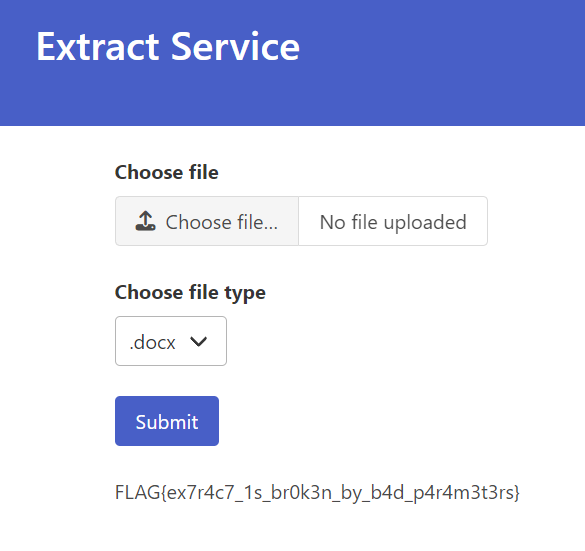 Extract Service
Choose file
Choose file... No file uploaded
Choose file type
.docx
Submit
FLAG{ex7r4c7_1s_br0k3n_by_b4d_p4r4m3t3rs}